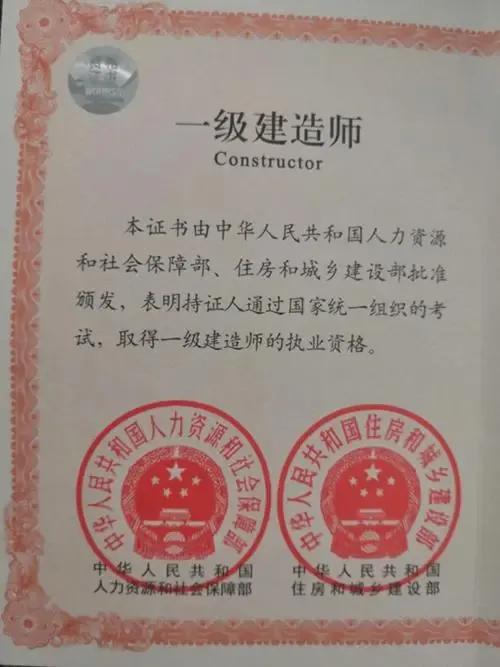 一级建造师
Constructor
本证书由中华人民共和国人力资源
和社会保障部、住房和城乡建设部批准
颁发，表明持证人通过国家统一组织的考
试，取得一级建造师的执业资格。
中华人民共和国人力资源和社会保障部
中华人民共和国住房和城乡建设部
中华人民共和国
人力资源和社会保障部
中华人民共和国
住房和城乡建设部